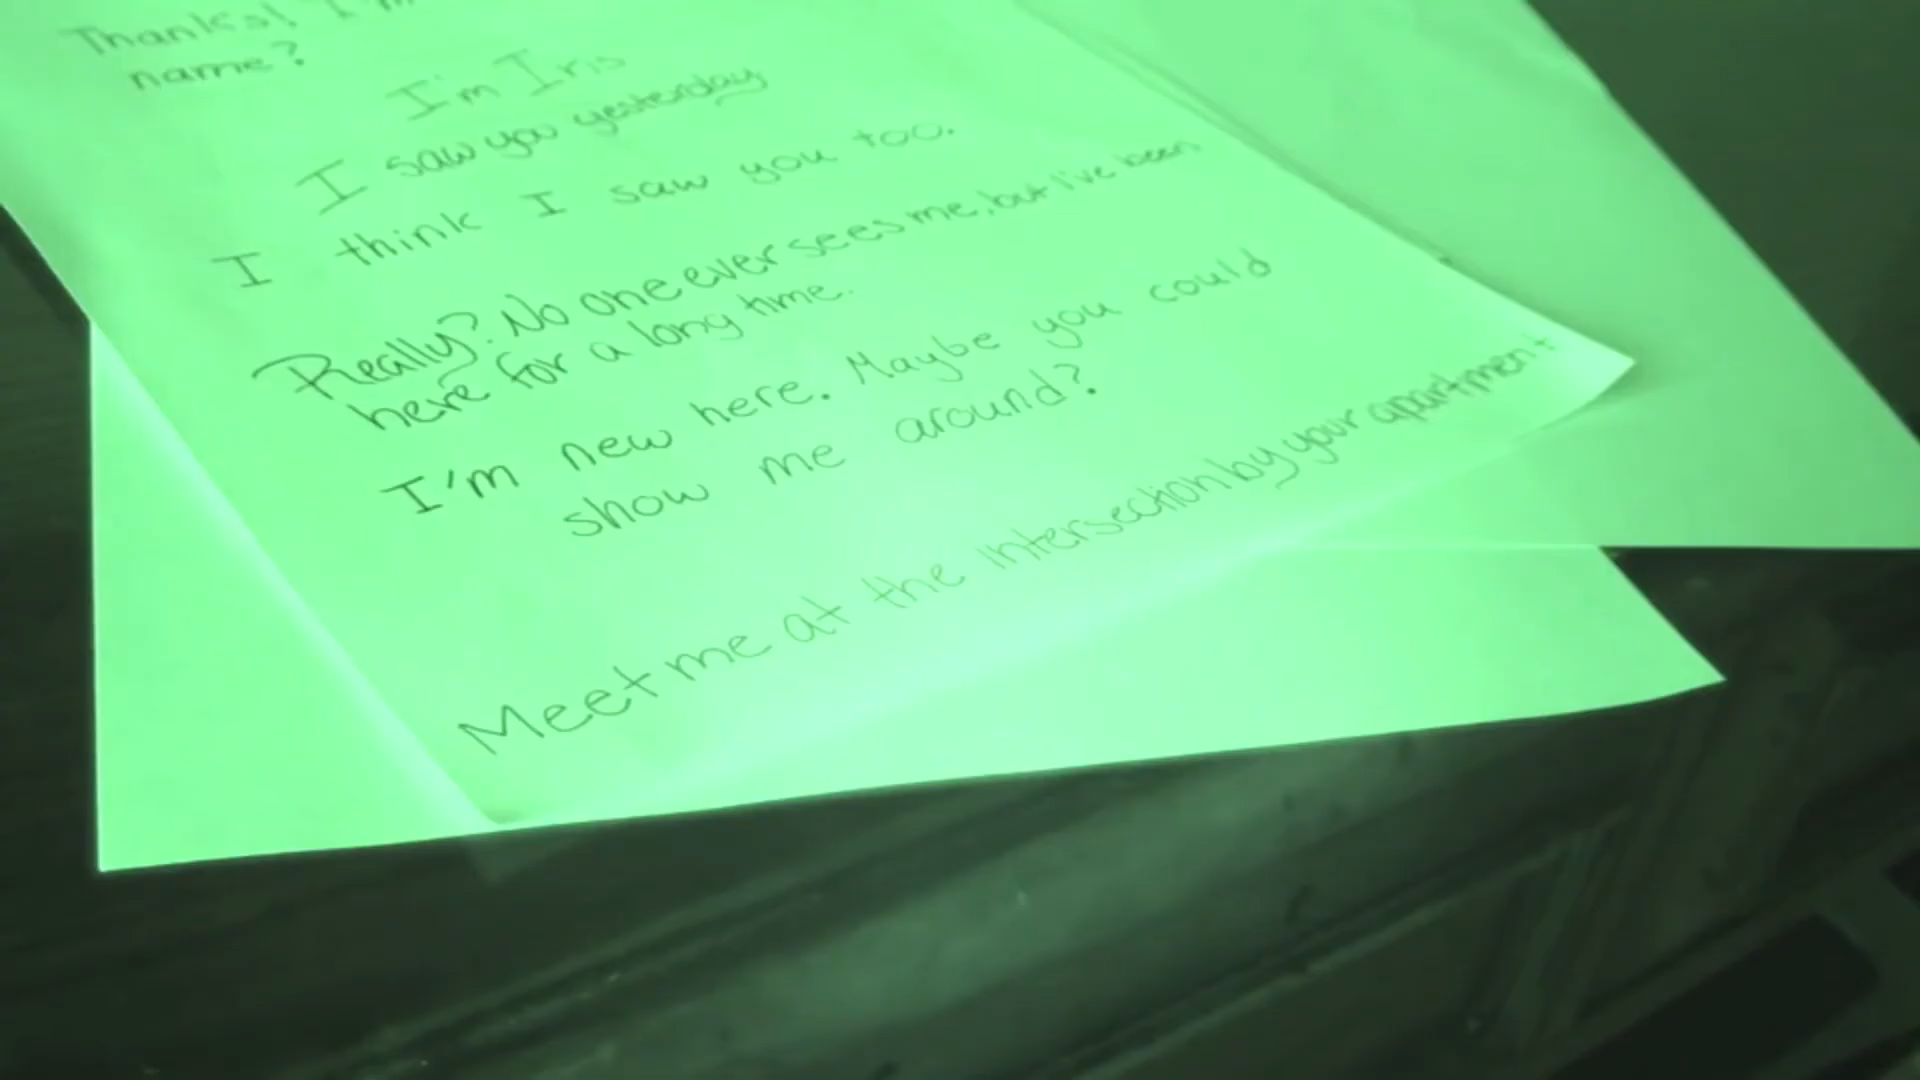 Thanks! I'm
name?
I'm Iris
I saw you yesterday
I think I saw you too.
Really? No one ever sees me, but I've been
here for a long time.
I'm new here. Maybe you could
show me around?
Meet me at the intersection by your apartment